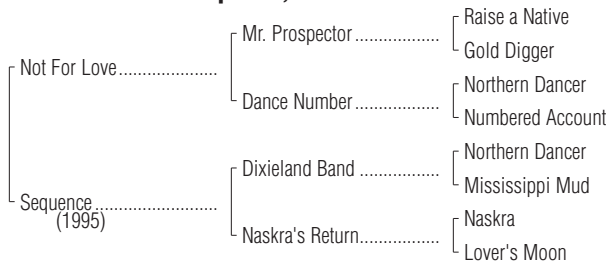 Raise a Native
Mr. Prospector ..................
Gold Digger
Not For Love .....................
Northern Dancer
Dance Number ................
Numbered Account
Northern Dancer
Dixieland Band .................
Mississippi Mud
Sequence ..........................
(1995)
Naskra
Naskra's Return.................
Lover's Moon